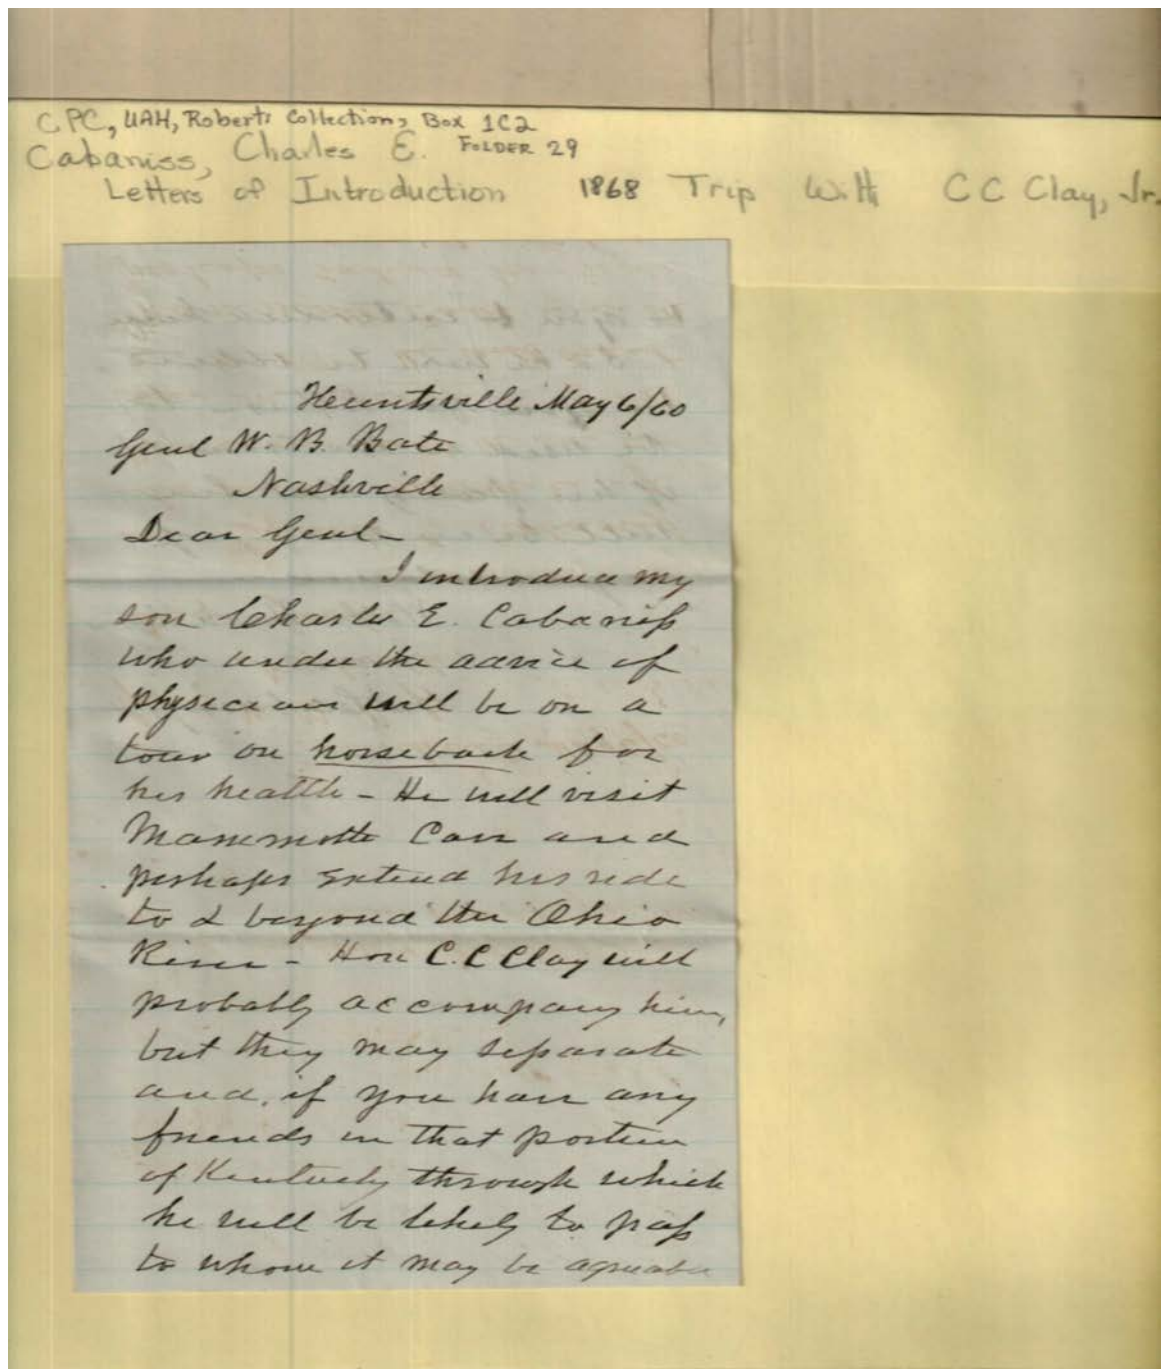 CPC, UAH, Roberts Collection, Box 1C2
Cabaniss, Charles E. FOLDER 29
Letters of Introduction 1868 Trip With C C Clay, Jr.
Huntsville May 6/60
Genl W. B. Bate
Nashville
Dear Genl -
I introduce my
son Charles E. Cabaniss
who under the advice of
physicians will be on a
tour on horseback for
his health - He will visit
Mammoth Cave and
perhaps extend his ride
to & beyond the Ohio
River - Hon C. C Clay will
probably accompany him,
but they may separate
and, if you have any
friends in that portion
of Kentucky through which
he will be likely to pass
to whom it may be agreeable